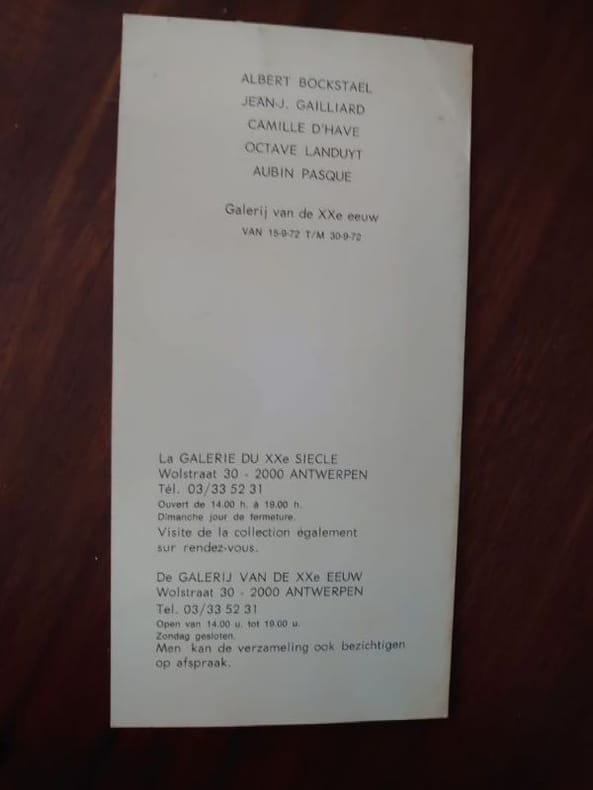 ALBERT BOCKSTAEL
JEAN-J. GAILLIARD
CAMILLE D'HAVE
OCTAVE LANDUYT
AUBIN PASQUE
Galerij van de XXe eeuw
VAN 15-9-72 T/M 30-9-72
La GALERIE DU XXe SIECLE
Wolstraat 30 - 2000 ANTWERPEN
Tél. 03/33 52 31
Ouvert de 14.00 h. à 19.00 h.
Dimanche jour de fermeture.
Visite de la collection également
sur rendez-vous.
De GALERIJ VAN DE XXe EEUW
Wolstraat 30 - 2000 ANTWERPEN
Tel. 03/33 52 31
Open van 14.00 u. tot 19.00 u.
Zondag gesloten.
Men kan de verzameling ook bezichtigen
op afspraak.